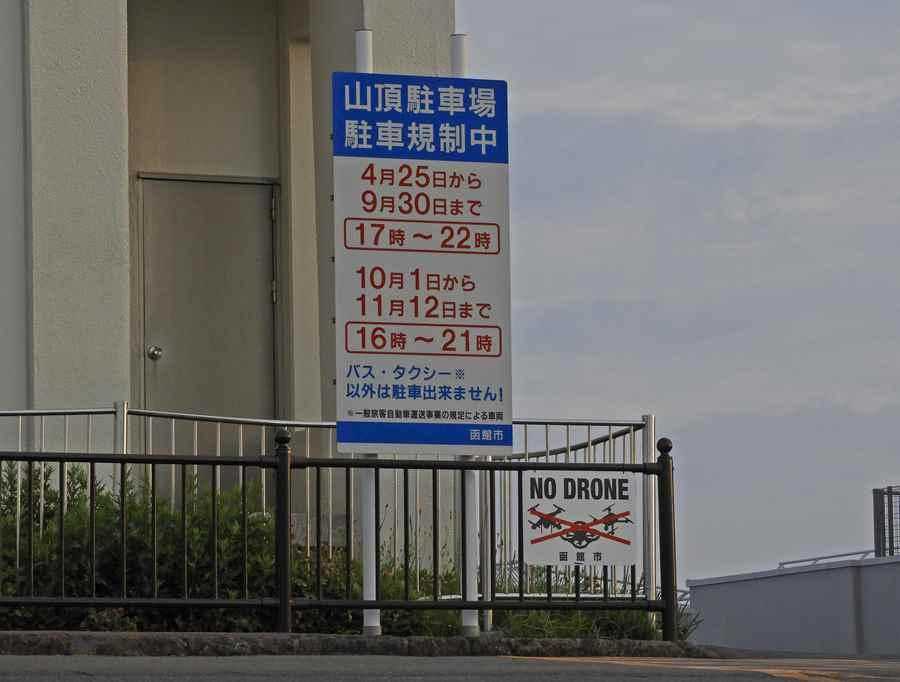 山頂駐車場
駐車規制中
4月25日から
9月30日まで
17時～22時
10月1日から
11月12日まで
16時～21時
バス・タクシー※
以外は駐車出来ません!
※一般旅客自動車運送事業の規定による車両
函館市
NO DRONE
函館市